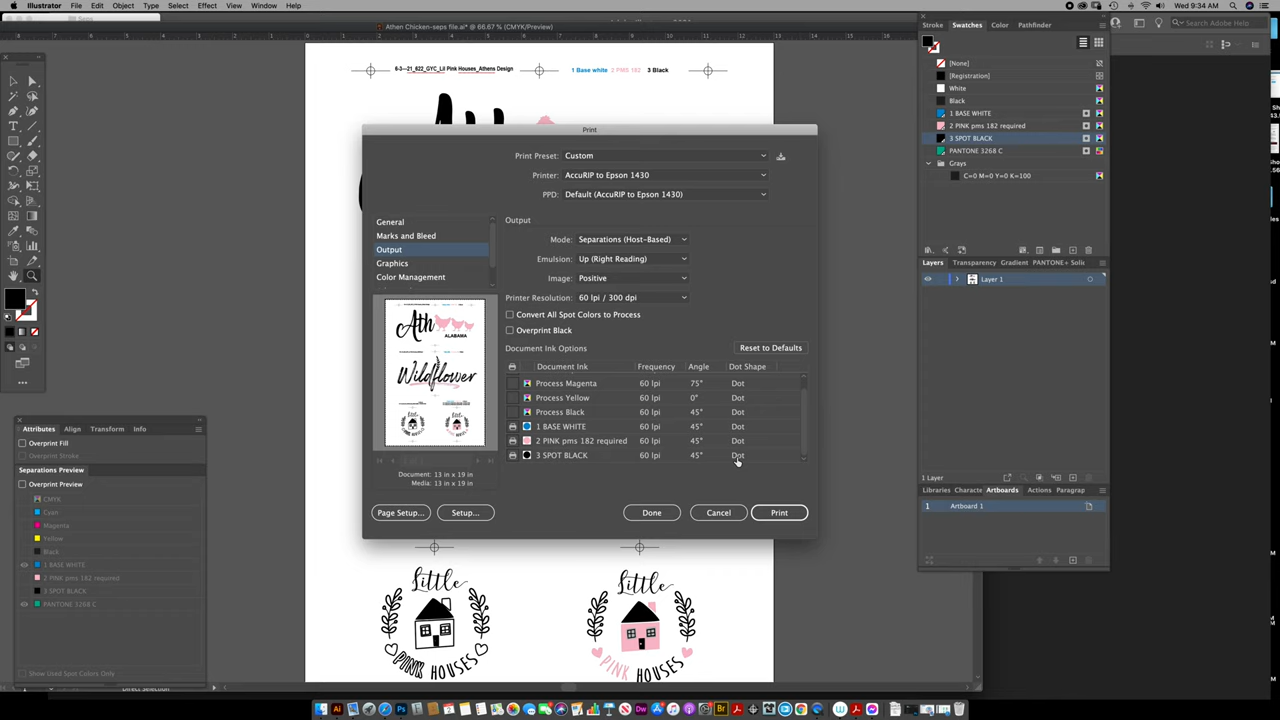 Illustrator File Edit Object Type Select Effect View Window Help
Wed 9:34 AM
Athen Chicken-seps file.ai* @ 66.67% (CMYK/Preview)
Search Adobe Help
6-3—21_622_GYC_Lil Pink Houses_Athens Design 1 Base white 2 PMS 182 3 Black
Print
Print Preset: Custom
Printer: AccuRIP to Epson 1430
PPD: Default (AccuRIP to Epson 1430)
General
Marks and Bleed
Output
Graphics
Color Management
Output
Mode: Separations (Host-Based)
Emulsion: Up (Right Reading)
Image: Positive
Printer Resolution: 60 lpi / 300 dpi
Convert All Spot Colors to Process
Overprint Black
Document Ink Options Reset to Defaults
Document Ink Frequency Angle Dot Shape
Process Magenta 60 lpi 75° Dot
Process Yellow 60 lpi 0° Dot
Process Black 60 lpi 45° Dot
1 BASE WHITE 60 lpi 45° Dot
2 PINK pms 182 required 60 lpi 45° Dot
3 SPOT BLACK 60 lpi 45° Dot
Ath
ALABAMA
Wildflower
Little
Little
Document: 13 in x 19 in
Media: 13 in x 19 in
Page Setup... Setup... Done Cancel Print
Little
PINK HOUSES
Little
PINK HOUSES
Stroke Swatches Color Pathfinder
[None]
[Registration]
White
Black
1 BASE WHITE
2 PINK pms 182 required
3 SPOT BLACK
PANTONE 3268 C
Grays
C=0 M=0 Y=0 K=100
Layers Transparency Gradient PANTONE+ Solid
Layer 1
1 Layer
Libraries Characte Artboards Actions Paragrap
1 Artboard 1
Attributes Align Transform Info
Overprint Fill
Overprint Stroke
Separations Preview
Overprint Preview
CMYK
Cyan
Magenta
Yellow
Black
1 BASE WHITE
2 PINK pms 182 required
3 SPOT BLACK
PANTONE 3268 C
Show Used Spot Colors Only
Direct Selection